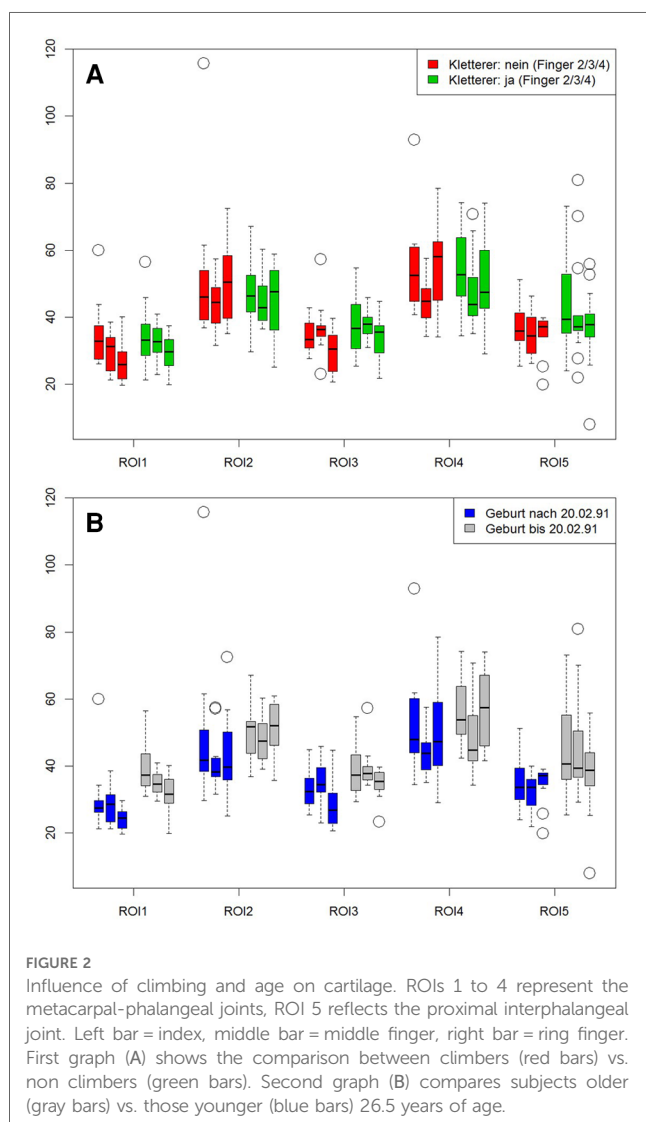 120
A
Kletterer: nein (Finger 2/3/4)
Kletterer: ja (Finger 2/3/4)
100
80
60
40
20
ROI1 ROI2 ROI3 ROI4 ROI5
120
B
Geburt nach 20.02.91
Geburt bis 20.02.91
100
80
60
40
20
ROI1 ROI2 ROI3 ROI4 ROI5
FIGURE 2
Influence of climbing and age on cartilage. ROIs 1 to 4 represent the
metacarpal-phalangeal joints, ROI 5 reflects the proximal interphalangeal
joint. Left bar = index, middle bar = middle finger, right bar = ring finger.
First graph (A) shows the comparison between climbers (red bars) vs.
non climbers (green bars). Second graph (B) compares subjects older
(gray bars) vs. those younger (blue bars) 26.5 years of age.